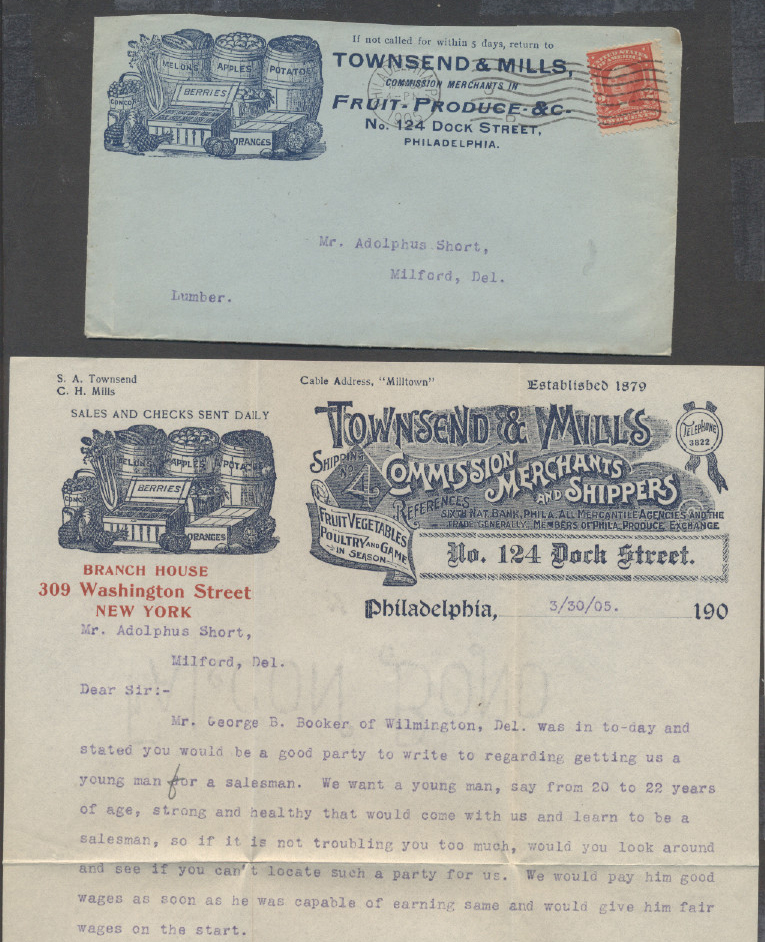 If not called for within 5 days, return to
TOWNSEND & MILLS,
COMMISSION MERCHANTS IN
FRUIT-PRODUCE-&C-
No. 124 DOCK STREET,
PHILADELPHIA.
MELONS APPLES POTATO
BERRIES
ORANGES
Mr. Adolphus Short,
Milford, Del.
Lumber.
S. A. Townsend
C. H. Mills
Cable Address, "Milltown"
Established 1879
SALES AND CHECKS SENT DAILY
MELONS APPLES POTATO
BERRIES
ORANGES
TOWNSEND & MILLS
COMMISSION MERCHANTS
AND SHIPPERS
SHIPPING
No
4
TELEPHONE
3822
REFERENCES
SIXTH NAT. BANK, PHILA. ALL MERCANTILE AGENCIES AND THE
TRADE GENERALLY. MEMBERS OF PHILA. PRODUCE EXCHANGE
FRUIT VEGETABLES
POULTRY AND GAME
IN SEASON
No. 124 Dock Street.
BRANCH HOUSE
309 Washington Street
NEW YORK
Philadelphia, 3/30/05. 190
Mr. Adolphus Short,
Milford, Del.
Dear Sir:-
Mr. George B. Booker of Wilmington, Del. was in to-day and
stated you would be a good party to write to regarding getting us a
young man for a salesman. We want a young man, say from 20 to 22 years
of age, strong and healthy that would come with us and learn to be a
salesman, so if it is not troubling you too much, would you look around
and see if you can't locate such a party for us. We would pay him good
wages as soon as he was capable of earning same and would give him fair
wages on the start.